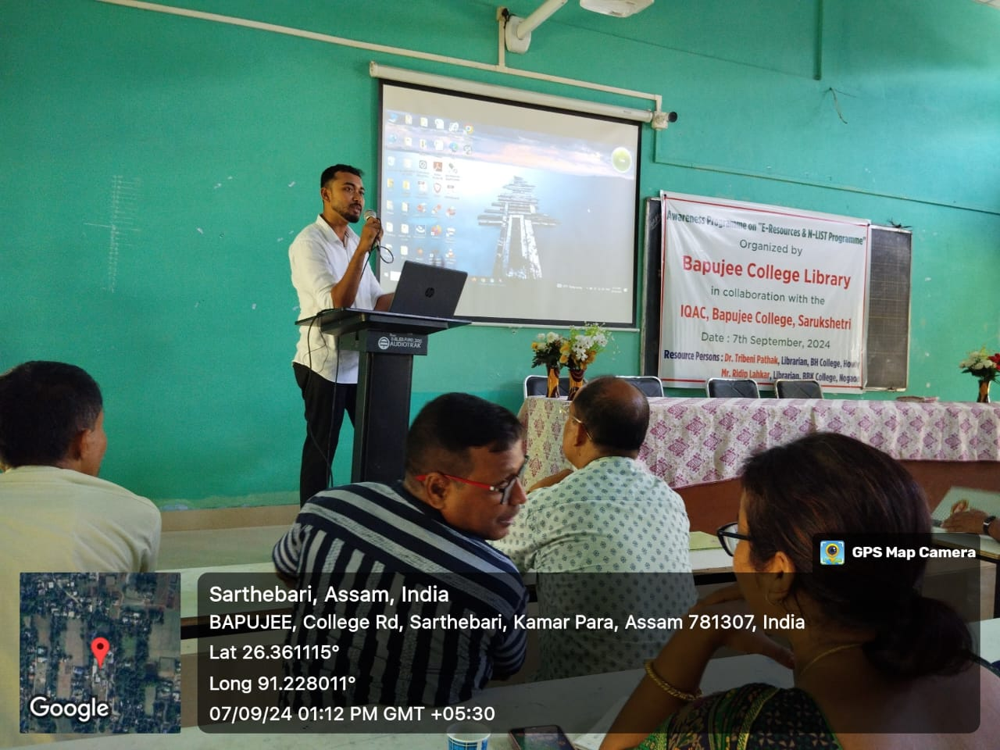 Awareness Programme on "E-Resources & N-LIST Programme"
Organized by
Bapujee College Library
in collaboration with the
IQAC, Bapujee College, Sarukshetri
Date : 7th September, 2024
Resource Persons : Dr. Tribeni Pathak, Librarian, BH College,
Mr. Ridip Lahkar, Librarian, BBK College,
hp
AUDIOTRAK
GPS Map Camera
Sarthebari, Assam, India
BAPUJEE, College Rd, Sarthebari, Kamar Para, Assam 781307, India
Lat 26.361115°
Long 91.228011°
07/09/24 01:12 PM GMT +05:30
Google